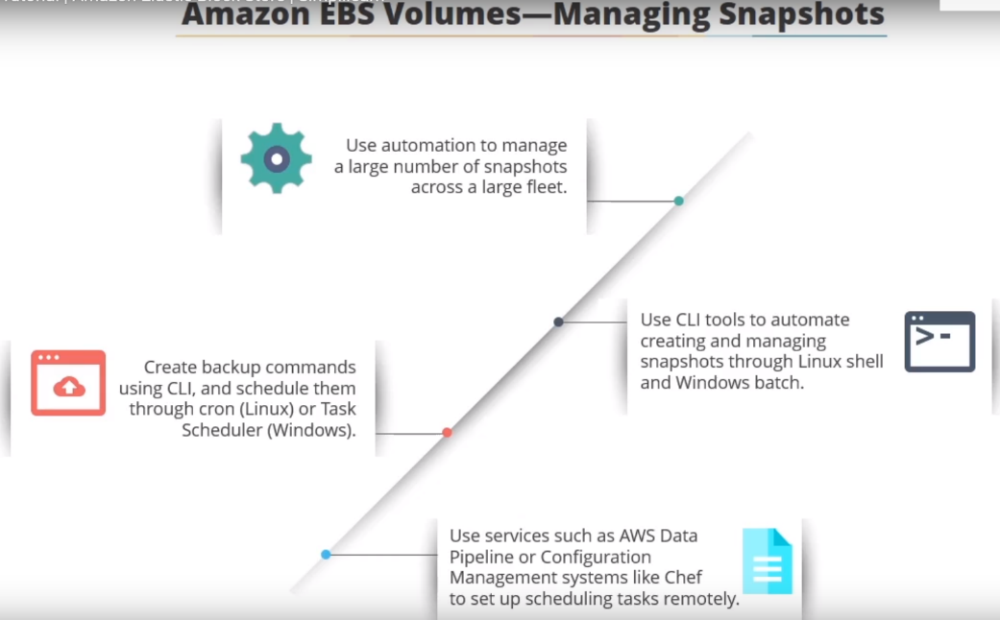 Amazon EBS Volumes—Managing Snapshots
Use automation to manage
a large number of snapshots
across a large fleet.
Use CLI tools to automate
creating and managing
snapshots through Linux shell
and Windows batch.
>-
Create backup commands
using CLI, and schedule them
through cron (Linux) or Task
Scheduler (Windows).
Use services such as AWS Data
Pipeline or Configuration
Management systems like Chef
to set up scheduling tasks remotely.